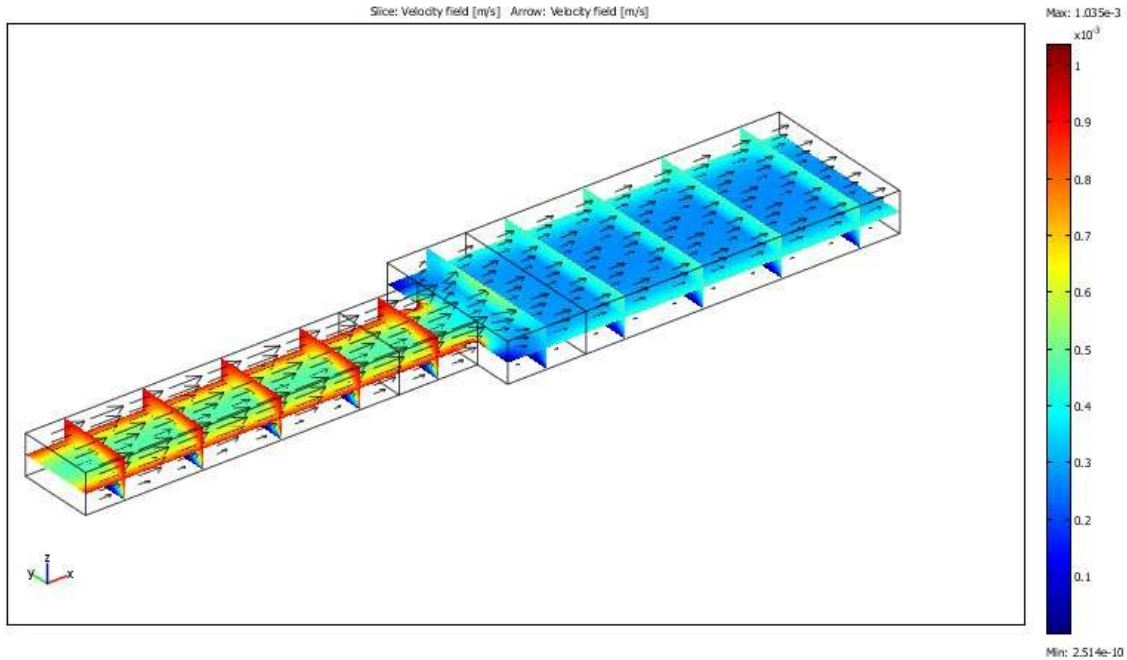 Slice: Velocity field [m/s] Arrow: Velocity field [m/s]
Max: 1.035e-3
x10⁻³
1
0.9
0.8
0.7
0.6
0.5
0.4
0.3
0.2
0.1
Min: 2.514e-10
z
y
x